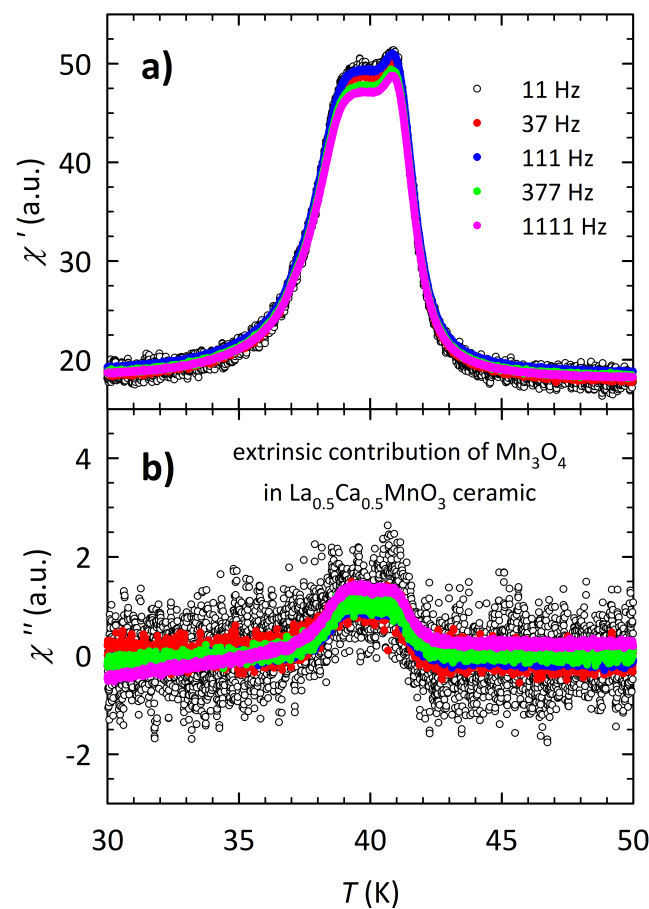 50
40
30
20
χ ' (a.u.)
a)
11 Hz
37 Hz
111 Hz
377 Hz
1111 Hz
4
2
0
-2
χ '' (a.u.)
b)
extrinsic contribution of Mn₃O₄
in La₀.₅Ca₀.₅MnO₃ ceramic
30 35 40 45 50
T (K)